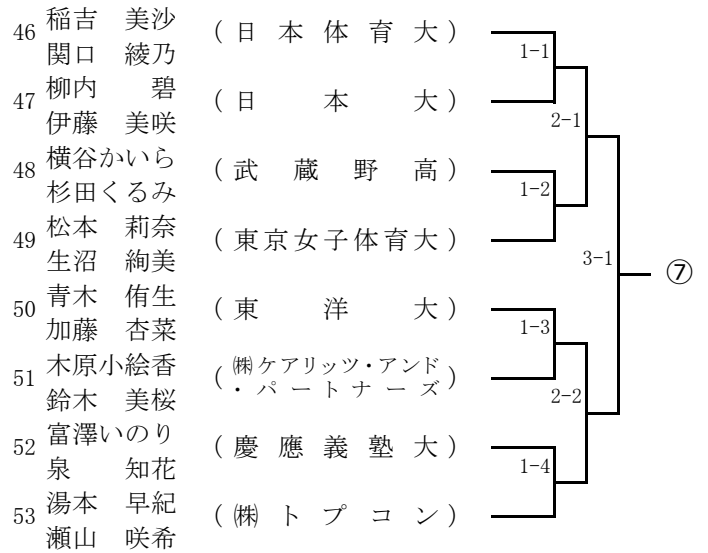 46 稲吉 美沙 (日本体育大)
関口 綾乃
1-1
47 柳内 碧 (日本大)
伊藤 美咲
2-1
48 横谷かいら (武蔵野高)
杉田くるみ
1-2
49 松本 莉奈 (東京女子体育大)
生沼 絢美
3-1 ⑦
50 青木 侑生 (東洋大)
加藤 杏菜
1-3
51 木原小絵香 (㈱ケアリッツ・アンド
・パートナーズ)
鈴木 美桜
2-2
52 富澤いのり (慶應義塾大)
泉 知花
1-4
53 湯本 早紀 (㈱トプコン)
瀬山 咲希